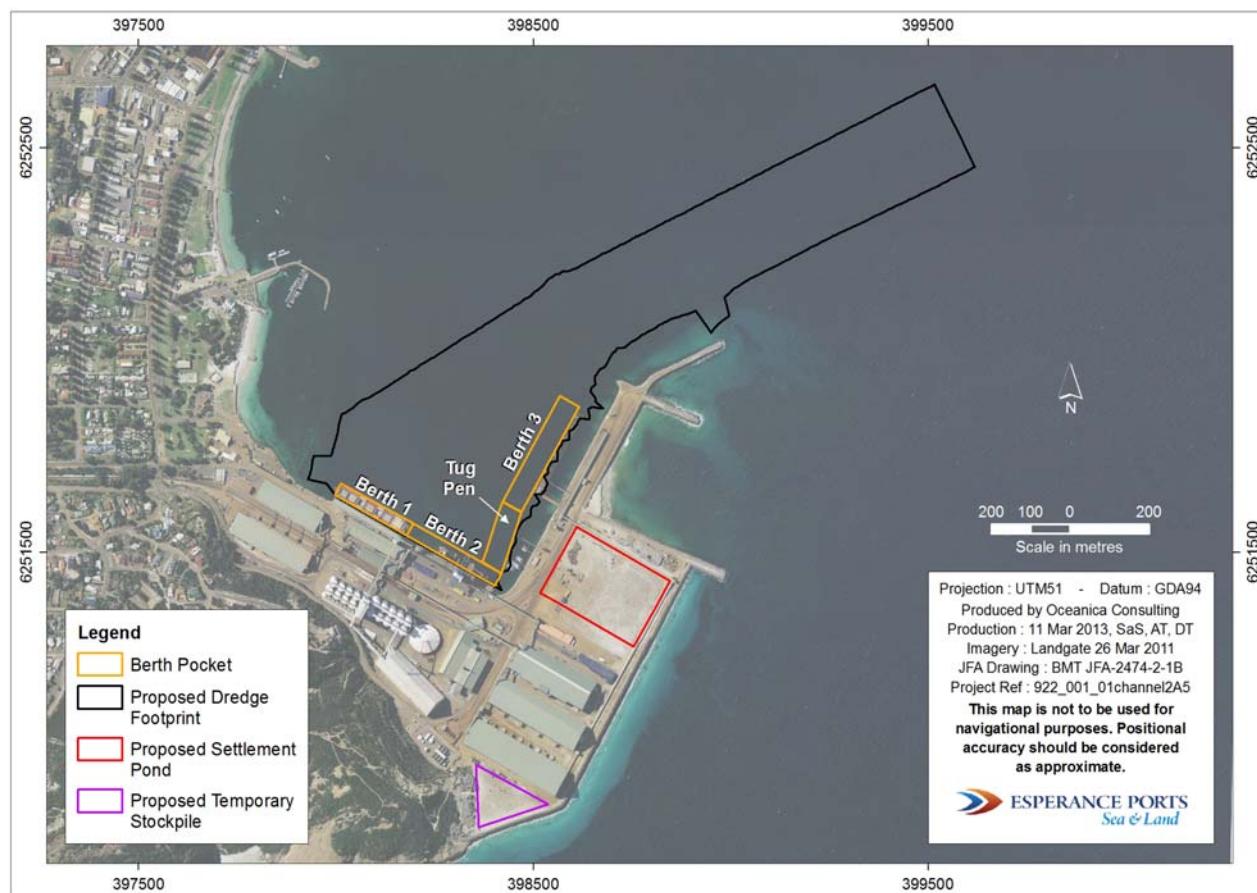 397500
398500
399500
6252500
6252500
Berth 3
Tug
Pen
Berth 1
Berth 2
N
6251500
6251500
200 100 0 200
Scale in metres
Legend
Berth Pocket
Proposed Dredge
Footprint
Proposed Settlement
Pond
Proposed Temporary
Stockpile
Projection : UTM51 - Datum : GDA94
Produced by Oceanica Consulting
Production : 11 Mar 2013, SaS, AT, DT
Imagery : Landgate 26 Mar 2011
JFA Drawing : BMT JFA-2474-2-1B
Project Ref : 922_001_01channel2A5
This map is not to be used for
navigational purposes. Positional
accuracy should be considered
as approximate.
ESPERANCE PORTS
Sea & Land
397500
398500
399500